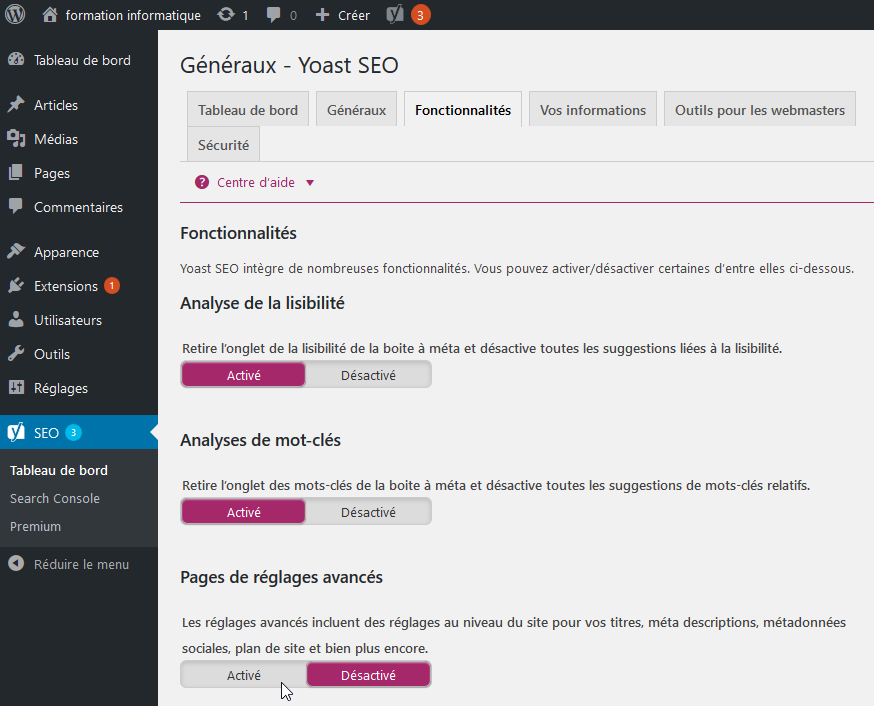 formation informatique 1 0 Créer 3
Tableau de bord
Articles
Médias
Pages
Commentaires
Apparence
Extensions 1
Utilisateurs
Outils
Réglages
SEO 3
Tableau de bord
Search Console
Premium
Réduire le menu
Généraux - Yoast SEO
Tableau de bord Généraux Fonctionnalités Vos informations Outils pour les webmasters
Sécurité
? Centre d'aide
Fonctionnalités
Yoast SEO intègre de nombreuses fonctionnalités. Vous pouvez activer/désactiver certaines d'entre elles ci-dessous.
Analyse de la lisibilité
Retire l'onglet de la lisibilité de la boite à méta et désactive toutes les suggestions liées à la lisibilité.
Activé Désactivé
Analyses de mot-clés
Retire l'onglet des mots-clés de la boite à méta et désactive toutes les suggestions de mots-clés relatifs.
Activé Désactivé
Pages de réglages avancés
Les réglages avancés incluent des réglages au niveau du site pour vos titres, méta descriptions, métadonnées
sociales, plan de site et bien plus encore.
Activé Désactivé